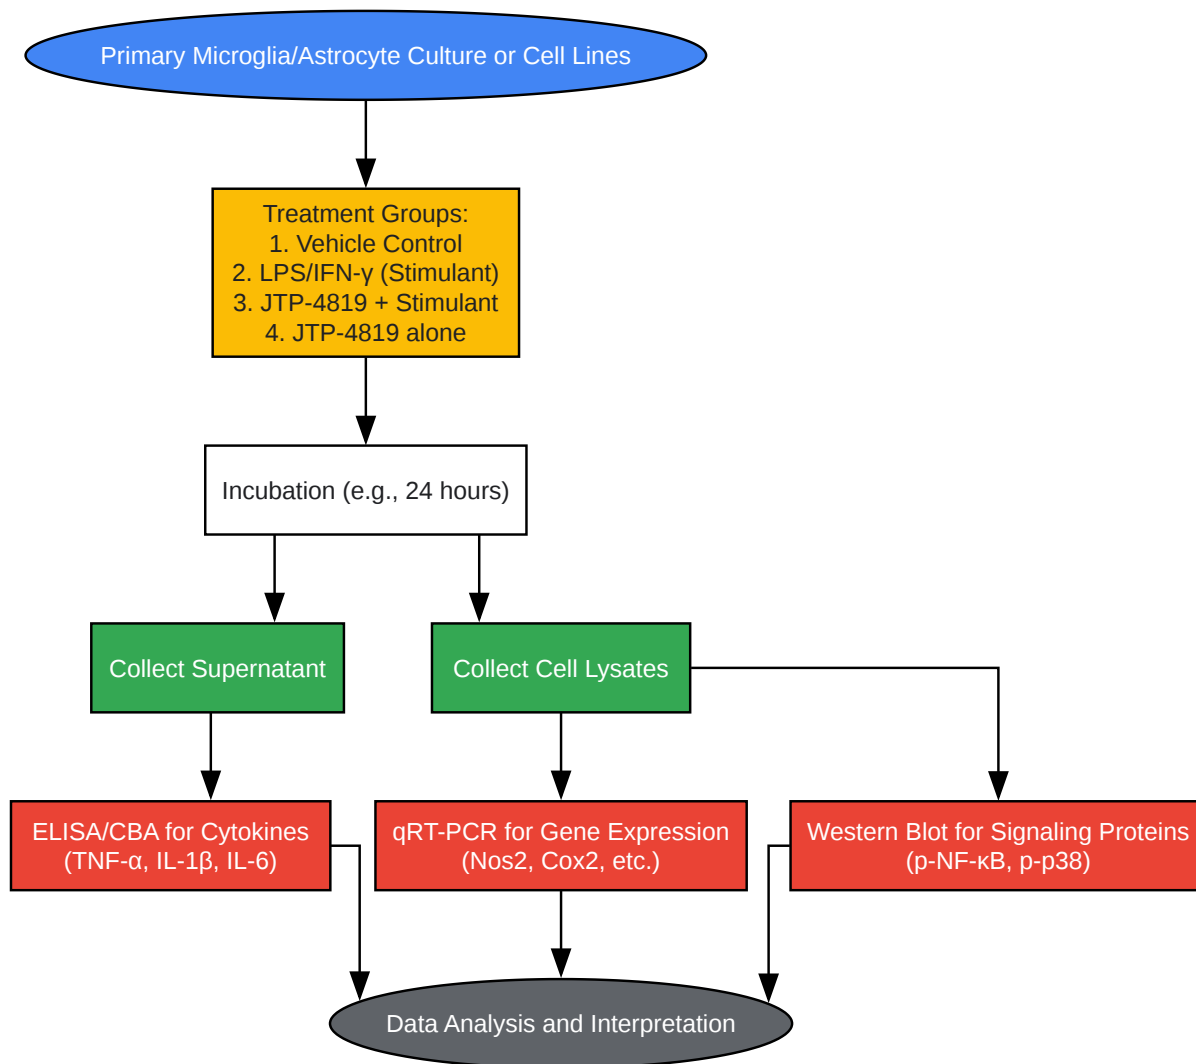 Primary Microglia/Astrocyte Culture or Cell Lines
Treatment Groups:
1. Vehicle Control
2. LPS/IFN-γ (Stimulant)
3. JTP-4819 + Stimulant
4. JTP-4819 alone
Incubation (e.g., 24 hours)
Collect Supernatant
Collect Cell Lysates
ELISA/CBA for Cytokines
(TNF-α, IL-1β, IL-6)
qRT-PCR for Gene Expression
(Nos2, Cox2, etc.)
Western Blot for Signaling Proteins
(p-NF-κB, p-p38)
Data Analysis and Interpretation